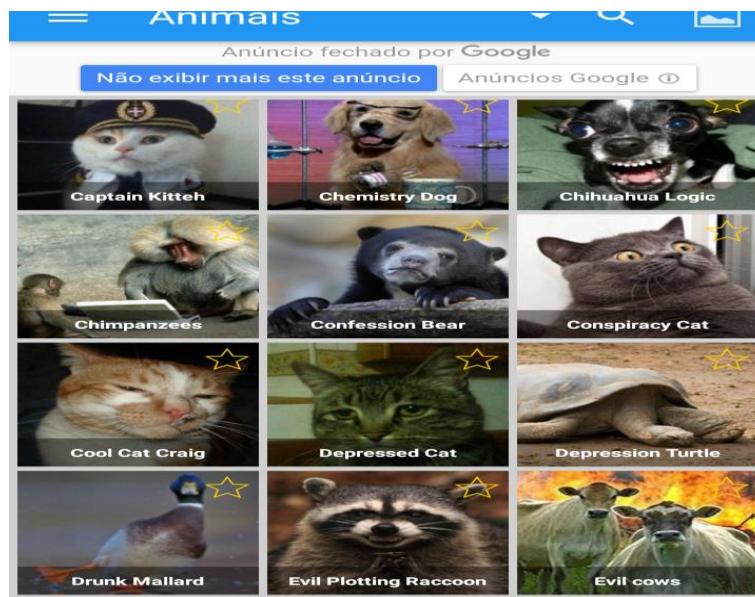 Animais
Anúncio fechado por Google
Não exibir mais este anúncio
Anúncios Google
Captain Kitteh
Chemistry Dog
Chihuahua Logic
Chimpanzees
Confession Bear
Conspiracy Cat
Cool Cat Craig
Depressed Cat
Depression Turtle
Drunk Mallard
Evil Plotting Raccoon
Evil cows